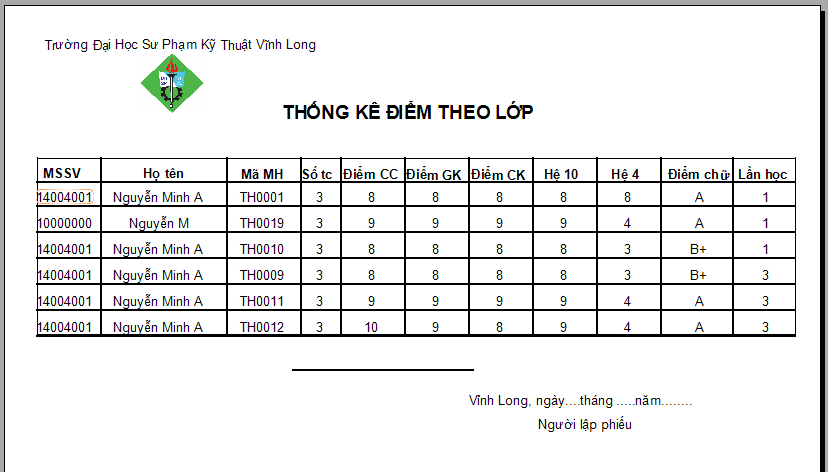 Trường Đại Học Sư Phạm Kỹ Thuật Vĩnh Long
THỐNG KÊ ĐIỂM THEO LỚP
MSSV Họ tên Mã MH Số tc Điểm CC Điểm GK Điểm CK Hệ 10 Hệ 4 Điểm chữ Lần học
14004001 Nguyễn Minh A TH0001 3 8 8 8 8 8 A 1
10000000 Nguyễn M TH0019 3 9 9 9 9 4 A 1
14004001 Nguyễn Minh A TH0010 3 8 8 8 8 3 B+ 1
14004001 Nguyễn Minh A TH0009 3 8 8 8 8 3 B+ 3
14004001 Nguyễn Minh A TH0011 3 9 9 9 9 4 A 3
14004001 Nguyễn Minh A TH0012 3 10 9 8 9 4 A 3
Vĩnh Long, ngày....tháng .....năm........
Người lập phiếu